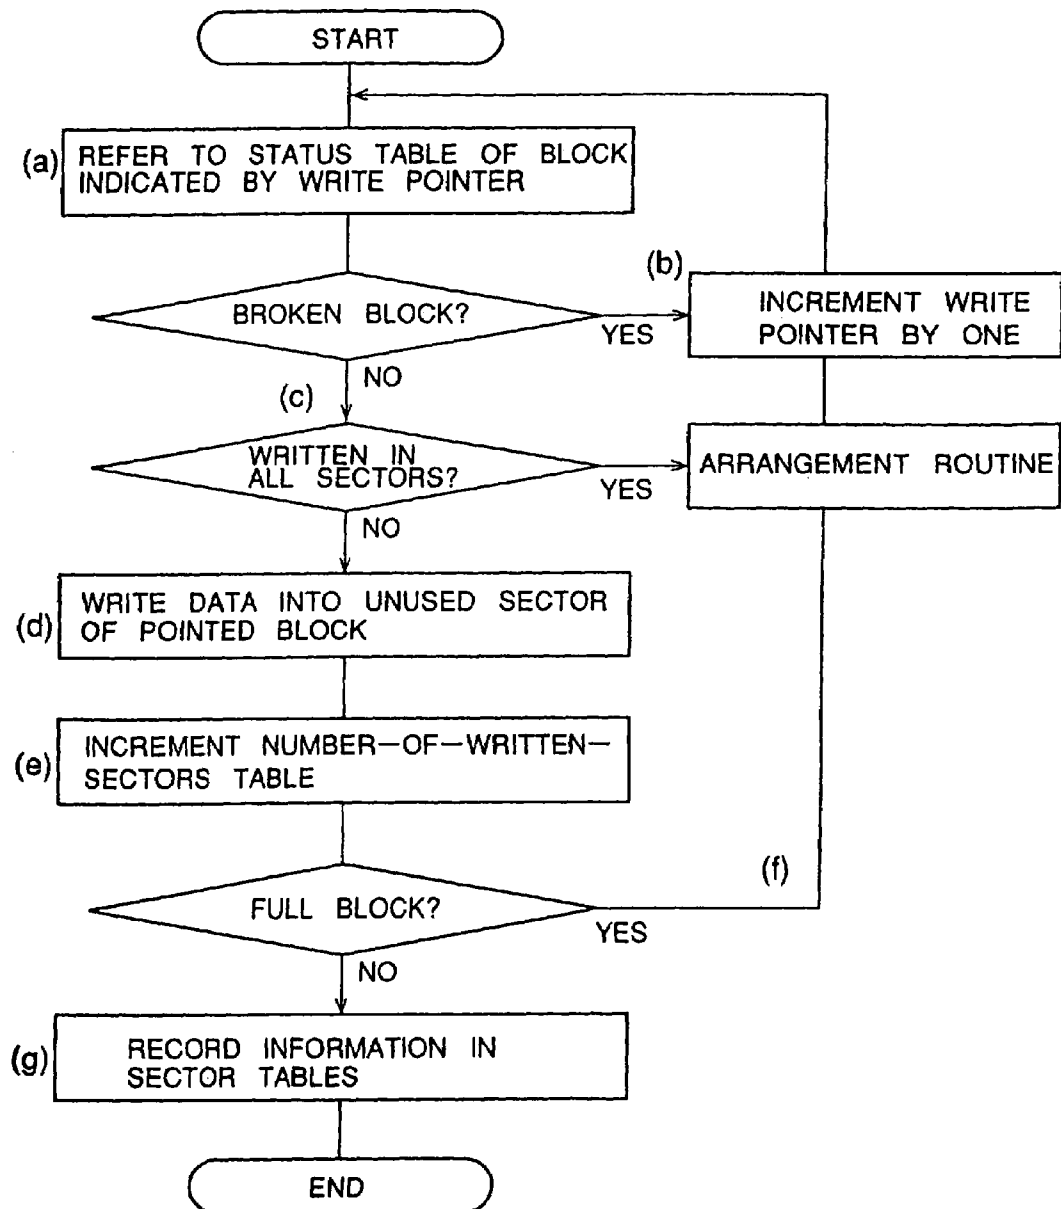 START
(a)
REFER TO STATUS TABLE OF BLOCK
INDICATED BY WRITE POINTER
(b)
INCREMENT WRITE
POINTER BY ONE
BROKEN BLOCK?
YES
NO
(c)
WRITTEN IN
ALL SECTORS?
YES
ARRANGEMENT ROUTINE
NO
(d)
WRITE DATA INTO UNUSED SECTOR
OF POINTED BLOCK
(e)
INCREMENT NUMBER-OF-WRITTEN-
SECTORS TABLE
(f)
FULL BLOCK?
YES
NO
(g)
RECORD INFORMATION IN
SECTOR TABLES
END